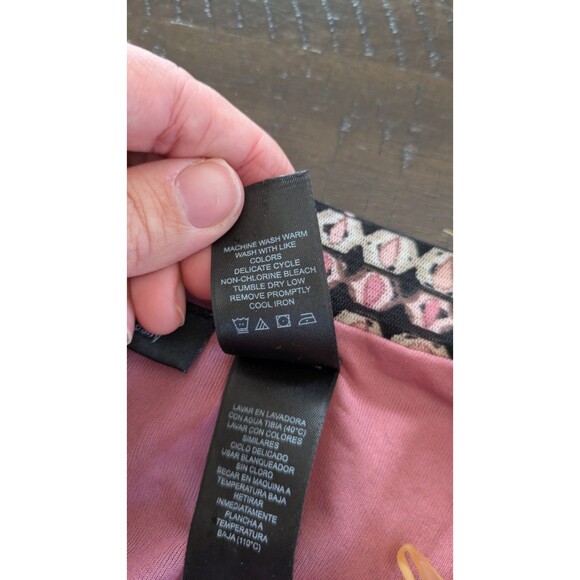 MACHINE WASH WARM
WASH WITH LIKE
COLORS
DELICATE CYCLE
NON-CHLORINE BLEACH
TUMBLE DRY LOW
REMOVE PROMPTLY
COOL IRON
LAVAR EN LAVADORA
CON AGUA TIBIA (40°C)
LAVAR CON COLORES
SIMILARES
CICLO DELICADO
USAR BLANQUEADOR
SIN CLORO
SECAR EN MAQUINA A
TEMPERATURA BAJA
RETIRAR
INMEDIATAMENTE
PLANCHA A
TEMPERATURA
BAJA (110°C)